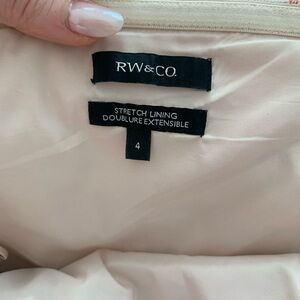 RW&CO.
STRETCH LINING
DOUBLURE EXTENSIBLE
4